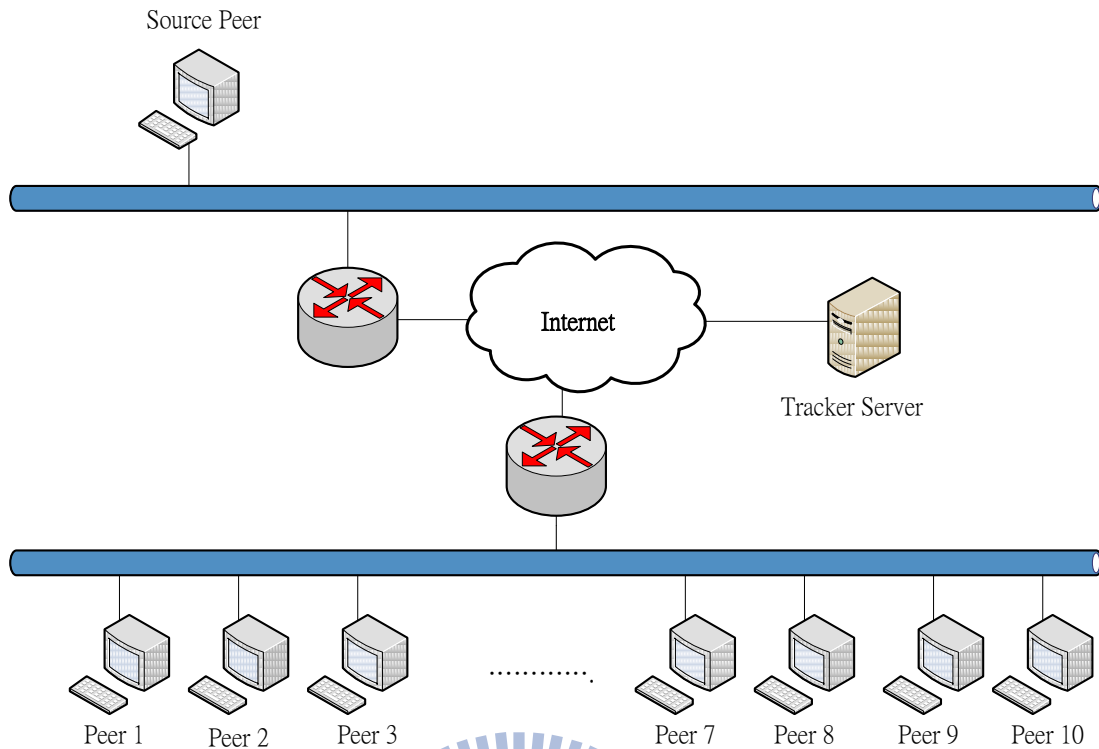 Source Peer
Internet
Tracker Server
.............
Peer 1
Peer 2
Peer 3
Peer 7
Peer 8
Peer 9
Peer 10